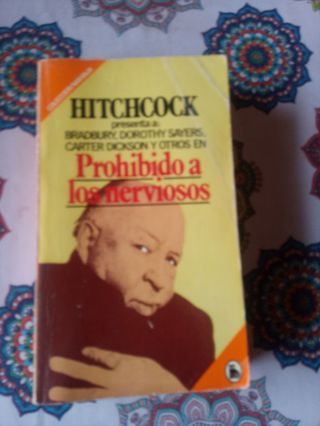 HITCHCOCK
presenta a:
BRADBURY, DOROTHY SAYERS,
CARTER DICKSON Y OTROS EN
Prohibido a
los nerviosos